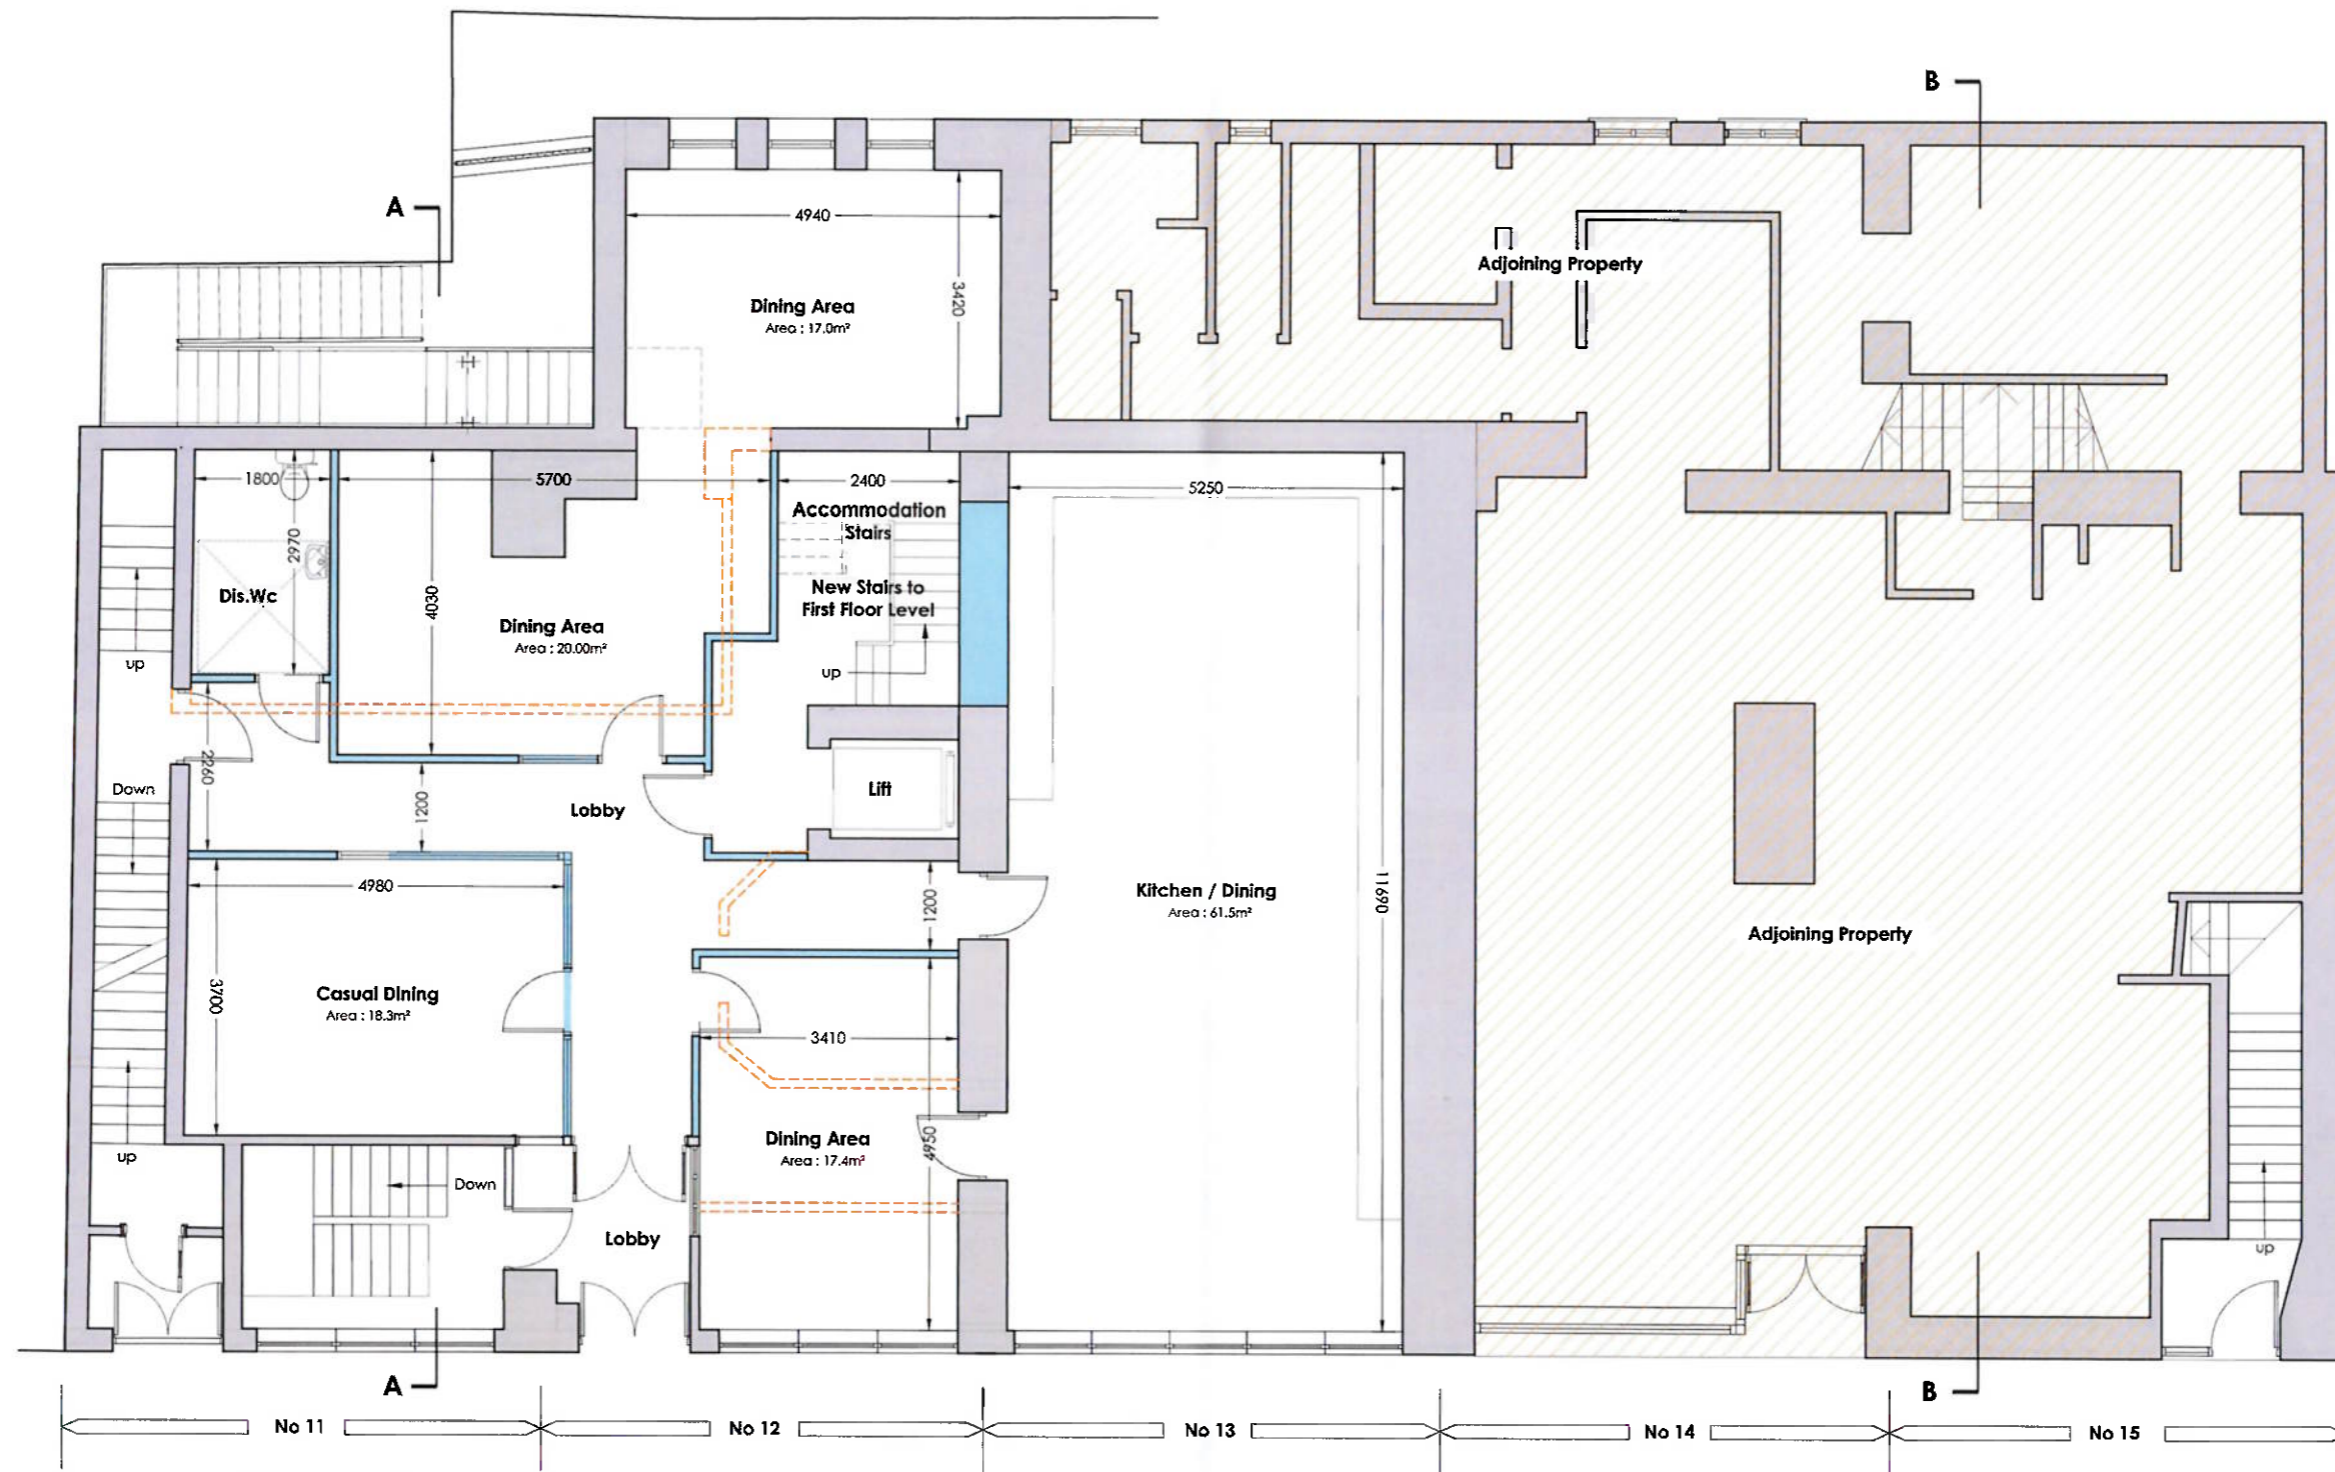 B
A
4940
3420
Adjoining Property
Dining Area
Area : 17.0m²
1800
5700
2400
5250
Accommodation
Stairs
2970
4030
New Stairs to
First Floor Level
Dis.Wc
Dining Area
Area : 20.00m²
up
up
2260
Down
1200
Lobby
Lift
4980
11690
1200
Kitchen / Dining
Area : 61.5m²
Adjoining Property
3700
Casual Dining
Area : 18.3m²
3410
Dining Area
Area : 17.4m²
4950
up
Down
Lobby
up
A
B
No 11
No 12
No 13
No 14
No 15